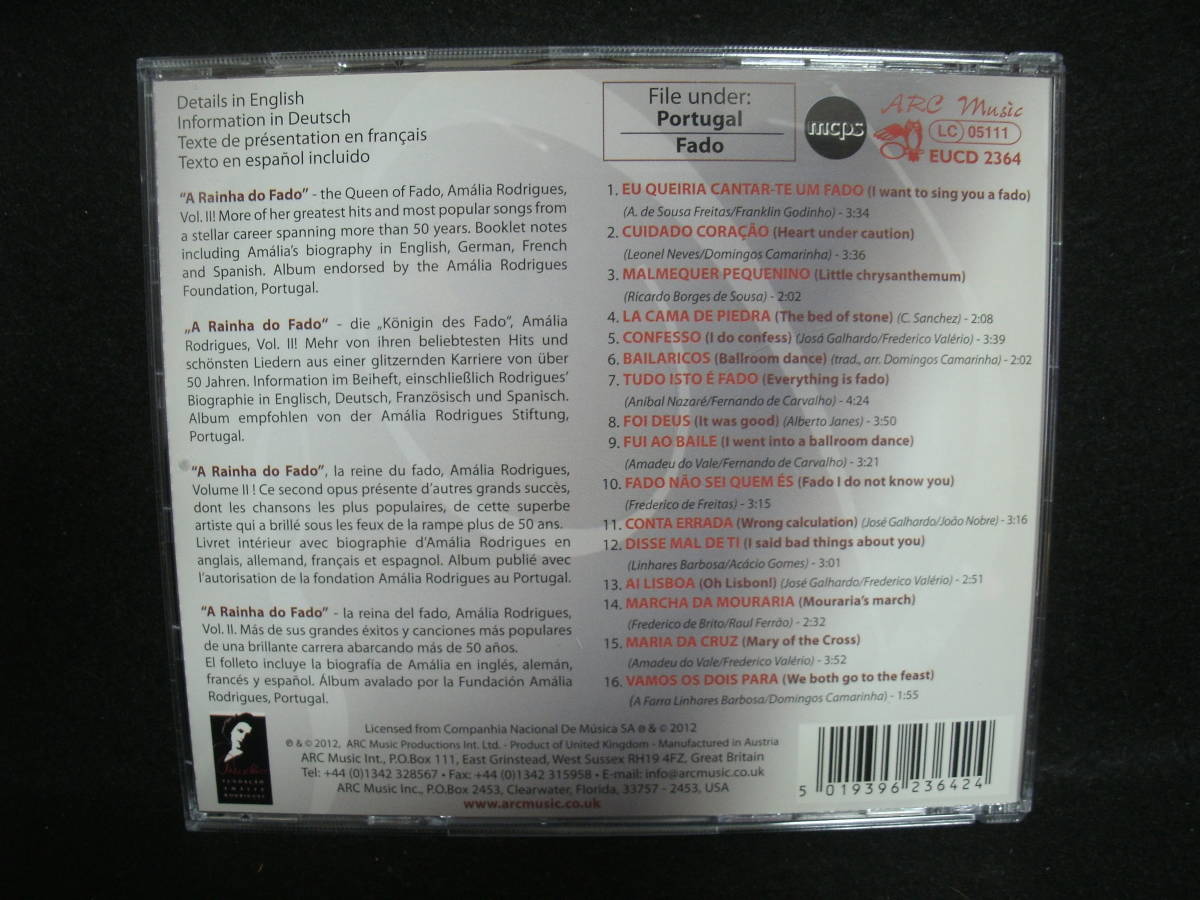 Details in English
Information in Deutsch
Texte de présentation en français
Texto en español incluido
File under:
Portugal
Fado
mcps
ARC Music
LC 05111
EUCD 2364
"A Rainha do Fado" - the Queen of Fado, Amália Rodrigues,
Vol. II! More of her greatest hits and most popular songs from
a stellar career spanning more than 50 years. Booklet notes
including Amália's biography in English, German, French
and Spanish. Album endorsed by the Amália Rodrigues
Foundation, Portugal.
„A Rainha do Fado" - die „Königin des Fado", Amália
Rodrigues, Vol. II! Mehr von ihren beliebtesten Hits und
schönsten Liedern aus einer glitzernden Karriere von über
50 Jahren. Information im Beiheft, einschließlich Rodrigues'
Biographie in Englisch, Deutsch, Französisch und Spanisch.
Album empfohlen von der Amália Rodrigues Stiftung,
Portugal.
"A Rainha do Fado", la reine du fado, Amália Rodrigues,
Volume II ! Ce second opus présente d'autres grands succès,
dont les chansons les plus populaires, de cette superbe
artiste qui a brillé sous les feux de la rampe plus de 50 ans.
Livret intérieur avec biographie d'Amália Rodrigues en
anglais, allemand, français et espagnol. Album publié avec
l'autorisation de la fondation Amália Rodrigues au Portugal.
"A Rainha do Fado" - la reina del fado, Amália Rodrigues,
Vol. II. Más de sus grandes éxitos y canciones más populares
de una brillante carrera abarcando más de 50 años.
El folleto incluye la biografía de Amália en inglés, alemán,
francés y español. Álbum avalado por la Fundación Amália
Rodrigues, Portugal.
1. EU QUEIRIA CANTAR-TE UM FADO (I want to sing you a fado)
(A. de Sousa Freitas/Franklin Godinho) - 3:34
2. CUIDADO CORAÇÃO (Heart under caution)
(Leonel Neves/Domingos Camarinha) - 3:36
3. MALMEQUER PEQUENINO (Little chrysanthemum)
(Ricardo Borges de Sousa) - 2:02
4. LA CAMA DE PIEDRA (The bed of stone) (C. Sanchez) - 2:08
5. CONFESSO (I do confess) (Josá Galhardo/Frederico Valério) - 3:39
6. BAILARICOS (Ballroom dance) (trad., arr. Domingos Camarinha) - 2:02
7. TUDO ISTO É FADO (Everything is fado)
(Anibal Nazaré/Fernando de Carvalho) - 4:24
8. FOI DEUS (It was good) (Alberto Janes) - 3:50
9. FUI AO BAILE (I went into a ballroom dance)
(Amadeu do Vale/Fernando de Carvalho) - 3:21
10. FADO NÃO SEI QUEM ÉS (Fado I do not know you)
(Frederico de Freitas) - 3:15
11. CONTA ERRADA (Wrong calculation) (José Galhardo/João Nobre) - 3:16
12. DISSE MAL DE TI (I said bad things about you)
(Linhares Barbosa/Acácio Gomes) - 3:01
13. AI LISBOA (Oh Lisbon!) (José Galhardo/Frederico Valério) - 2:51
14. MARCHA DA MOURARIA (Mouraria's march)
(Frederico de Brito/Raul Ferrão) - 2:32
15. MARIA DA CRUZ (Mary of the Cross)
(Amadeu do Vale/Frederico Valério) - 3:52
16. VAMOS OS DOIS PARA (We both go to the feast)
(A Farra Linhares Barbosa/Domingos Camarinha) - 1:55
FUNDAÇÃO
AMÁLIA
RODRIGUES
Licensed from Companhia Nacional De Música SA ℗ & © 2012
℗ & © 2012, ARC Music Productions Int. Ltd. - Product of United Kingdom - Manufactured in Austria
ARC Music Int., P.O.Box 111, East Grinstead, West Sussex RH19 4FZ, Great Britain
Tel: +44 (0)1342 328567 • Fax: +44 (0)1342 315958 • E-mail: info@arcmusic.co.uk
ARC Music Inc., P.O.Box 2453, Clearwater, Florida, 33757 - 2453, USA
www.arcmusic.co.uk
5 019396 236424